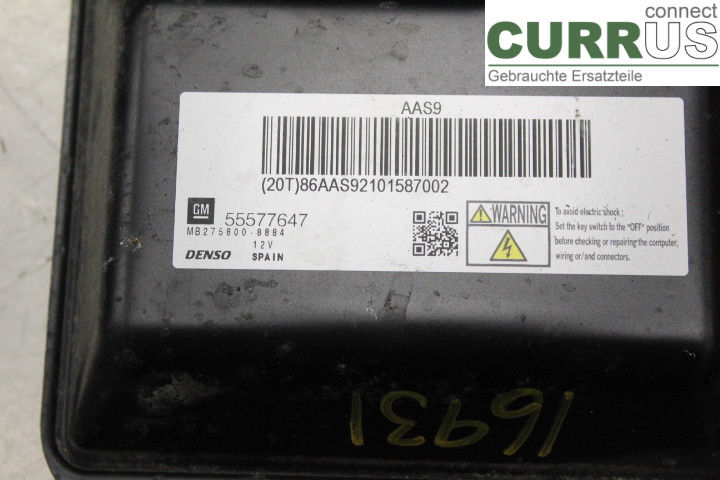 connect
CURRUS
Gebrauchte Ersatzteile
AAS9
(20T)86AAS92101587002
GM 55577647
MB275800-8884
12V
DENSO SPAIN
WARNING
To avoid electric shock ;
Set the key switch to the "OFF" position
before checking or repairing the computer,
wiring or/and connectors.
16931